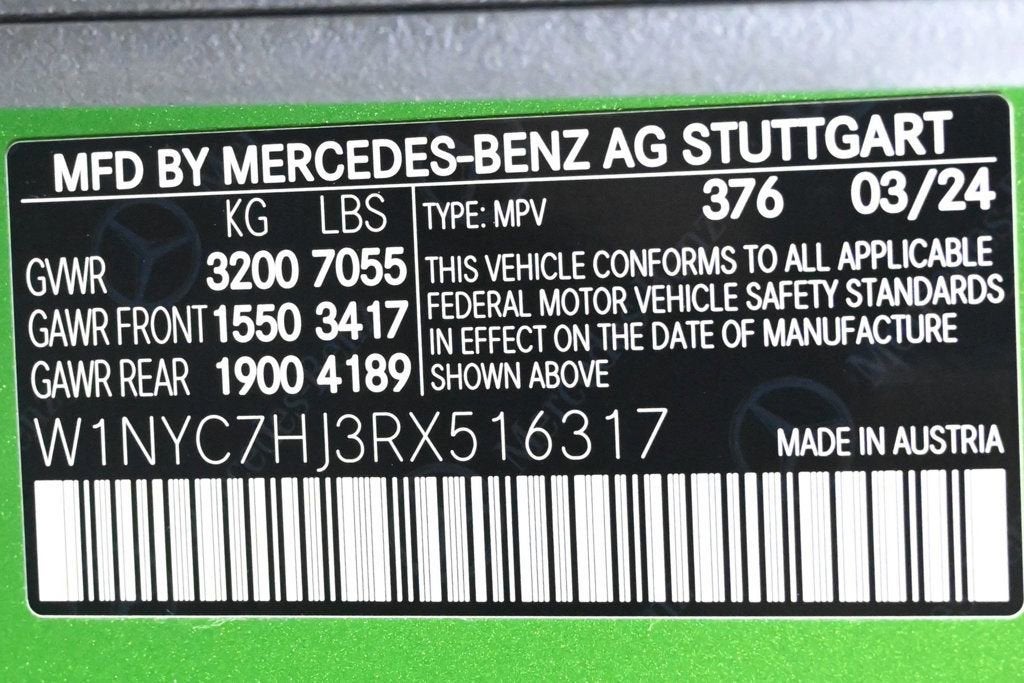 MFD BY MERCEDES-BENZ AG STUTTGART
KG LBS
GVWR 3200 7055
GAWR FRONT 1550 3417
GAWR REAR 1900 4189
TYPE: MPV 376 03/24
THIS VEHICLE CONFORMS TO ALL APPLICABLE
FEDERAL MOTOR VEHICLE SAFETY STANDARDS
IN EFFECT ON THE DATE OF MANUFACTURE
SHOWN ABOVE
W1NYC7HJ3RX516317
MADE IN AUSTRIA